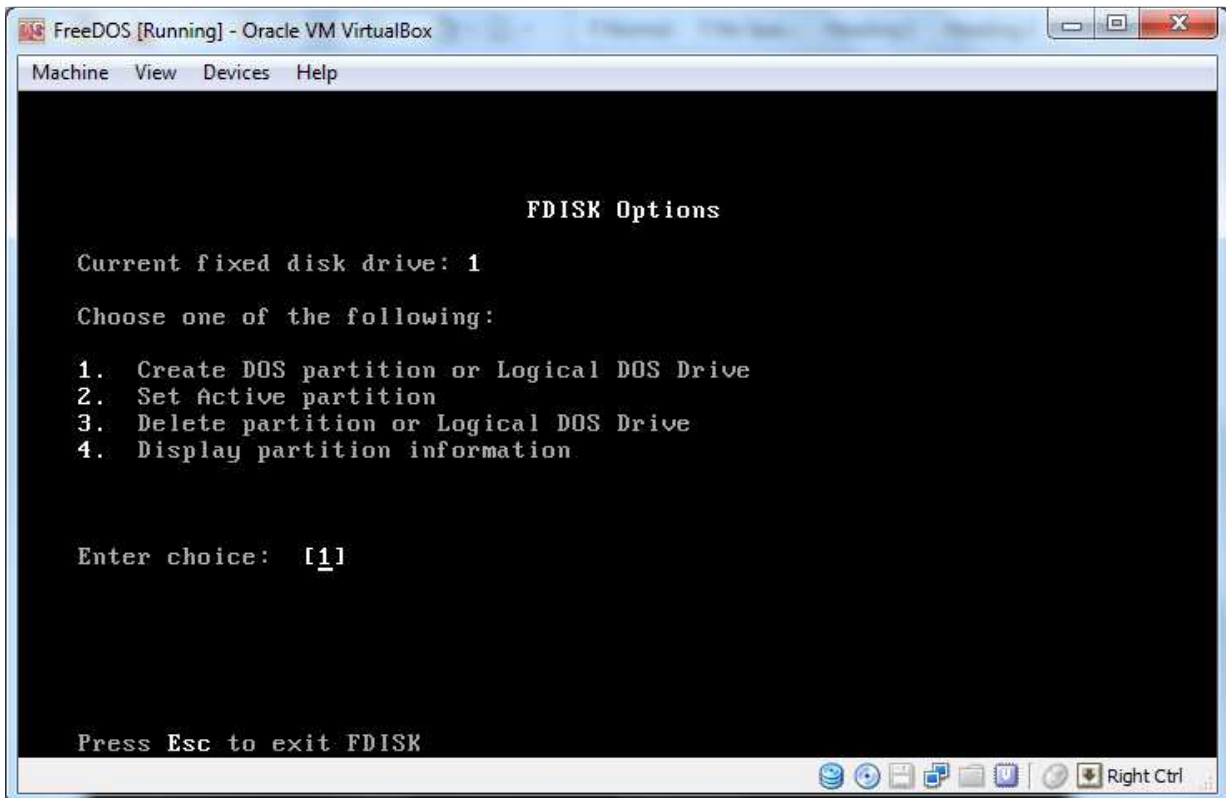 FreeDOS [Running] - Oracle VM VirtualBox
Machine View Devices Help
FDISK Options
Current fixed disk drive: 1
Choose one of the following:
1. Create DOS partition or Logical DOS Drive
2. Set Active partition
3. Delete partition or Logical DOS Drive
4. Display partition information
Enter choice: [1]
Press Esc to exit FDISK
Right Ctrl